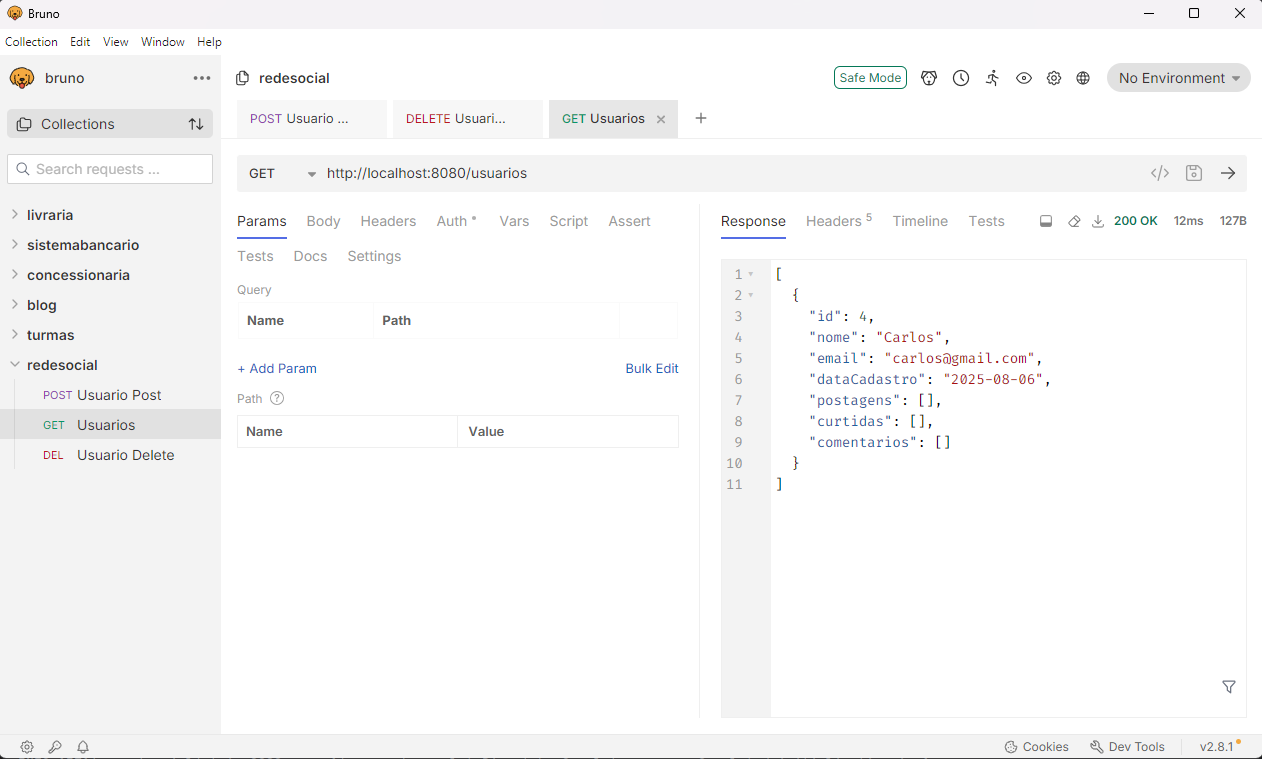 Bruno
Collection Edit View Window Help
bruno
redesocial
Safe Mode
No Environment
Collections
POST Usuario ...
DELETE Usuari...
GET Usuarios
Search requests ...
GET http://localhost:8080/usuarios
livraria
sistemabancario
concessionaria
blog
turmas
redesocial
POST Usuario Post
GET Usuarios
DEL Usuario Delete
Params Body Headers Auth * Vars Script Assert
Tests Docs Settings
Query
Name Path
+ Add Param Bulk Edit
Path ?
Name Value
Response Headers 5 Timeline Tests 200 OK 12ms 127B
1 [
2 {
3 "id": 4,
4 "nome": "Carlos",
5 "email": "carlos@gmail.com",
6 "dataCadastro": "2025-08-06",
7 "postagens": [],
8 "curtidas": [],
9 "comentarios": []
10 }
11 ]
Cookies Dev Tools v2.8.1